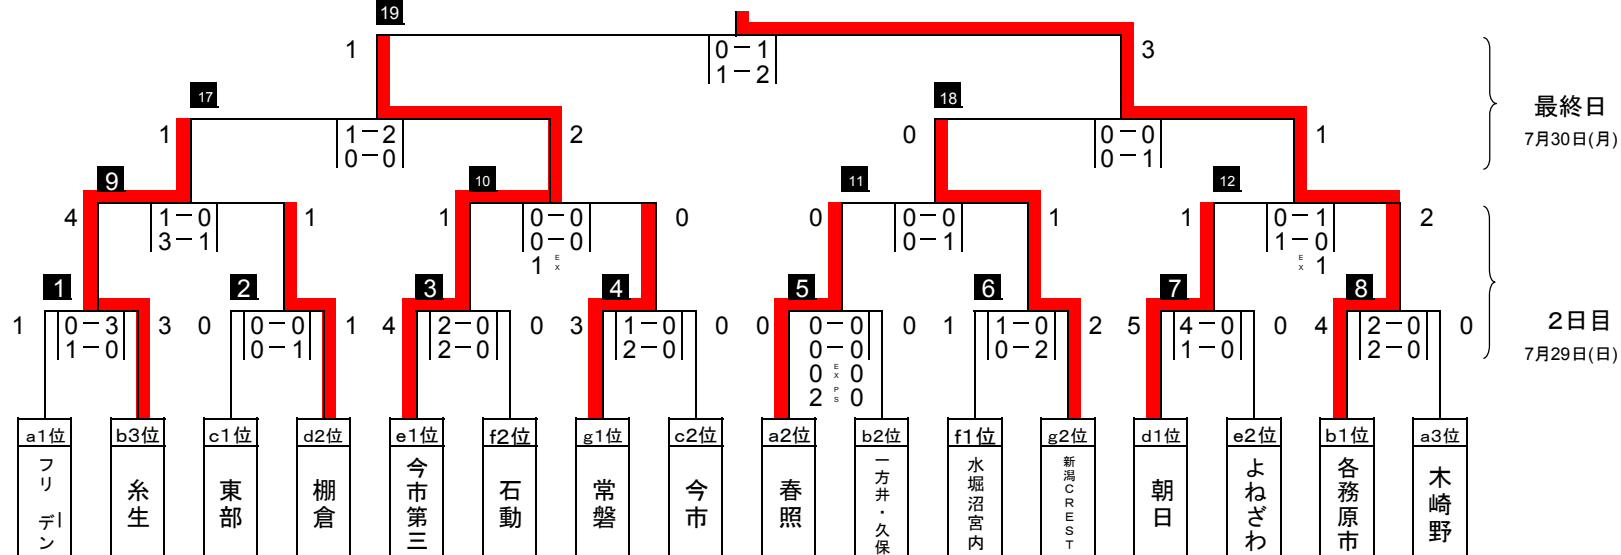 19
1
0－1
3
1－2
17
18
最終日
7月30日(月)
1
1－2
2
0
0－0
1
0－0
0－1
9
10
11
12
4
1－0
1
1
0－0
0
0
0－0
1
1
0－1
2
3－1
0－0
0－1
1－0
1 EX
EX 1
1
2
3
4
5
6
7
8
2日目
7月29日(日)
1
0－3
3
0
0－0
1
4
2－0
0
3
1－0
0
0
0－0
0
1
1－0
2
5
4－0
0
4
2－0
0
1－0
0－1
2－0
2－0
0－0
0－2
1－0
2－0
0 EX 0
2 PS 0
a1位
b3位
c1位
d2位
e1位
f2位
g1位
c2位
a2位
b2位
f1位
g2位
d1位
e2位
b1位
a3位
フリーデン
糸生
東部
棚倉
今市第三
石動
常磐
今市
春照
一方井・久保
水堀沼宮内
新潟CREST
朝日
よねざわ
各務原市
木崎野